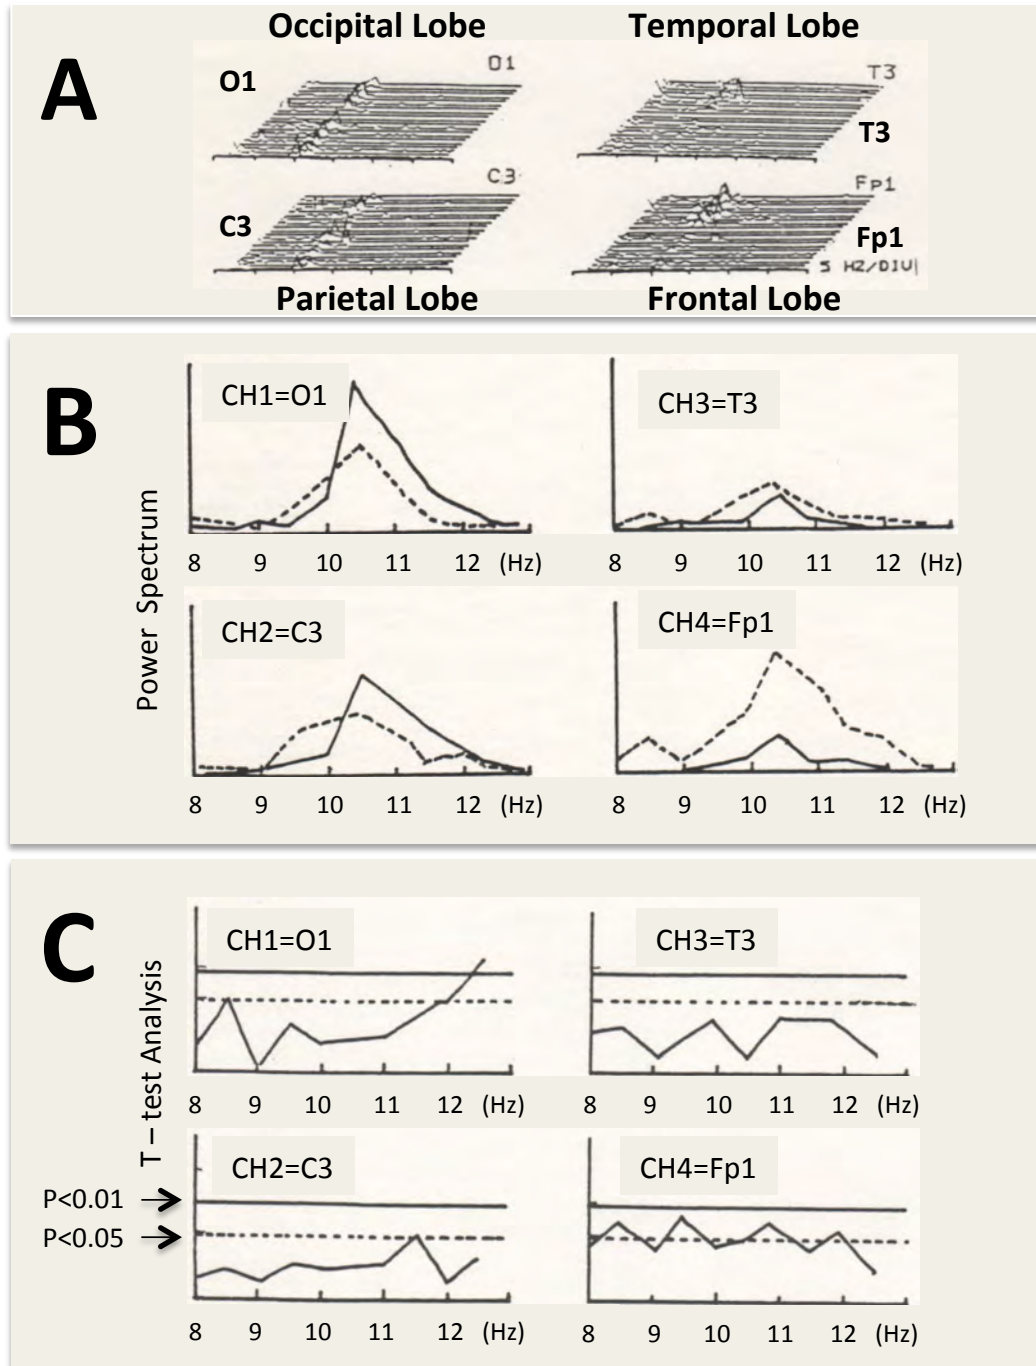 Occipital Lobe Temporal Lobe
A
O1 O1 T3
T3
C3 Fp1
C3 Fp1
5 HZ/DIV
Parietal Lobe Frontal Lobe
B
Power Spectrum
CH1=O1 CH3=T3
8 9 10 11 12 (Hz) 8 9 10 11 12 (Hz)
CH2=C3 CH4=Fp1
8 9 10 11 12 (Hz) 8 9 10 11 12 (Hz)
C
T – test Analysis
CH1=O1 CH3=T3
8 9 10 11 12 (Hz) 8 9 10 11 12 (Hz)
CH2=C3 CH4=Fp1
P<0.01
P<0.05
8 9 10 11 12 (Hz) 8 9 10 11 12 (Hz)